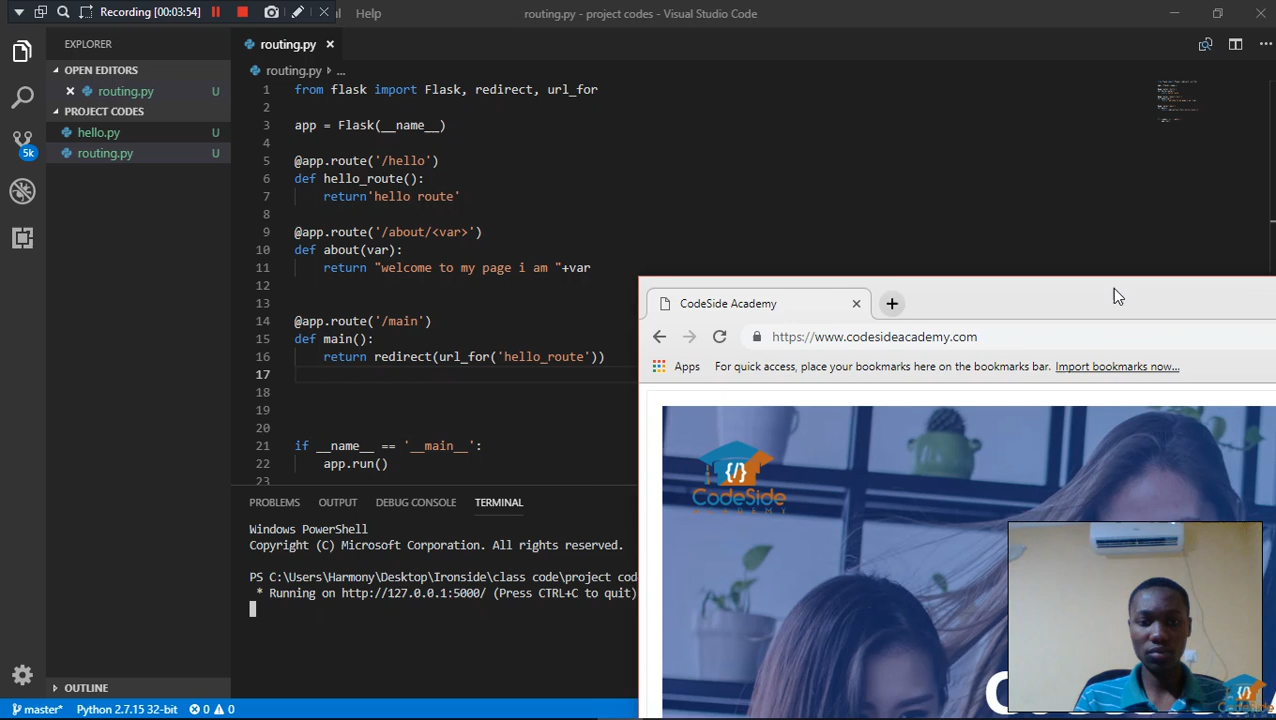 Recording [00:03:54]
Help
routing.py - project codes - Visual Studio Code
EXPLORER
routing.py
OPEN EDITORS
routing.py U
PROJECT CODES
hello.py U
routing.py U
5k
routing.py › ...
1 from flask import Flask, redirect, url_for
2
3 app = Flask(__name__)
4
5 @app.route('/hello')
6 def hello_route():
7 return'hello route'
8
9 @app.route('/about/<var>')
10 def about(var):
11 return "welcome to my page i am "+var
12
13
14 @app.route('/main')
15 def main():
16 return redirect(url_for('hello_route'))
17
18
19
20
21 if __name__ == '__main__':
22 app.run()
23
PROBLEMS OUTPUT DEBUG CONSOLE TERMINAL
Windows PowerShell
Copyright (C) Microsoft Corporation. All rights reserved.
PS C:\Users\Harmony\Desktop\Ironside\class code\project cod
* Running on http://127.0.0.1:5000/ (Press CTRL+C to quit)
OUTLINE
master* Python 2.7.15 32-bit 0 0
CodeSide Academy
https://www.codesideacademy.com
Apps For quick access, place your bookmarks here on the bookmarks bar. Import bookmarks now...
{/}
CodeSide
ACADEMY